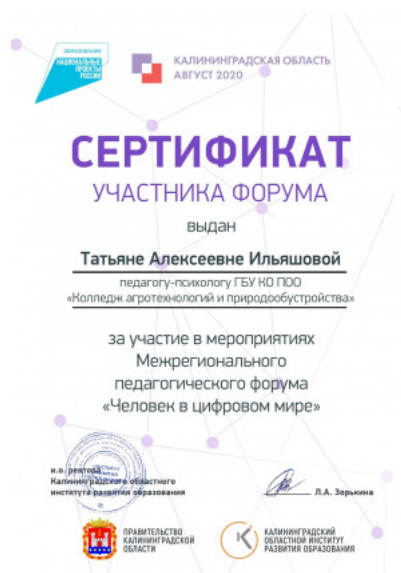 ОБРАЗОВАНИЕ
НАЦИОНАЛЬНЫЕ
ПРОЕКТЫ
РОССИИ
КАЛИНИНГРАДСКАЯ ОБЛАСТЬ
АВГУСТ 2020
СЕРТИФИКАТ
УЧАСТНИКА ФОРУМА
выдан
Татьяне Алексеевне Ильяшовой
педагогу-психологу ГБУ КО ПОО
«Колледж агротехнологий и природообустройства»
за участие в мероприятиях
Межрегионального
педагогического форума
«Человек в цифровом мире»
и.о. ректора
Калининградского областного
института развития образования
Л.А. Зорькина
ПРАВИТЕЛЬСТВО
КАЛИНИНГРАДСКОЙ
ОБЛАСТИ
КАЛИНИНГРАДСКИЙ
ОБЛАСТНОЙ ИНСТИТУТ
РАЗВИТИЯ ОБРАЗОВАНИЯ